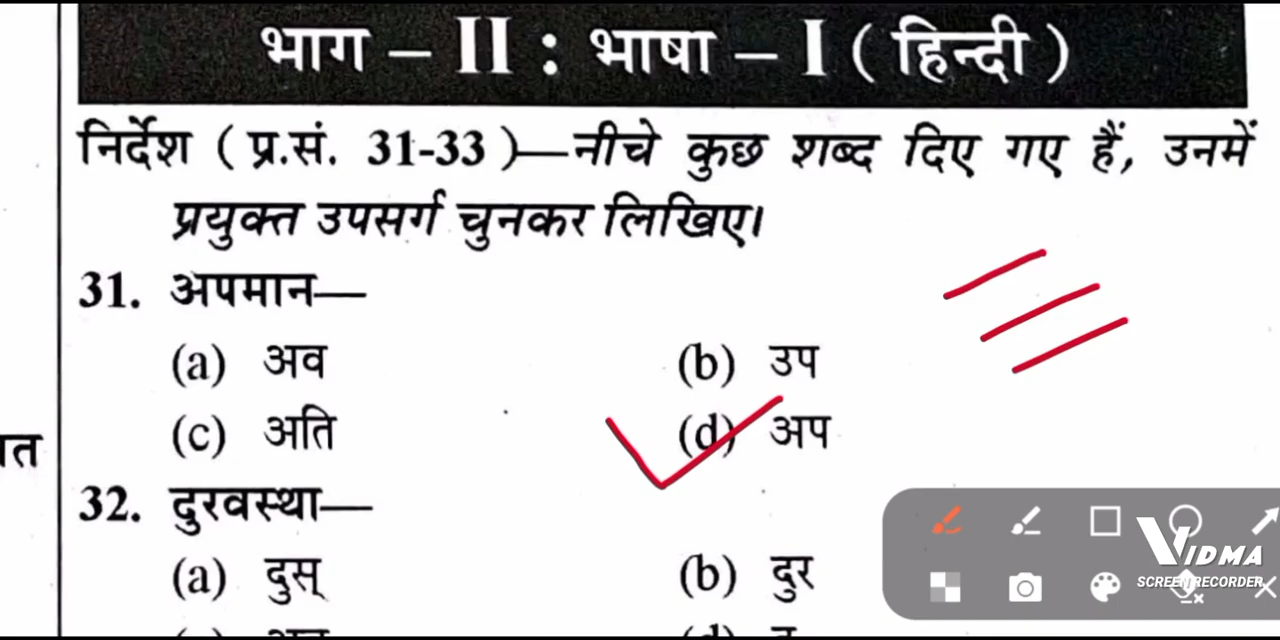 भाग – II : भाषा – I ( हिन्दी )
निर्देश ( प्र.सं. 31-33 )—नीचे कुछ शब्द दिए गए हैं, उनमें
प्रयुक्त उपसर्ग चुनकर लिखिए।
31. अपमान—
(a) अव (b) उप
(c) अति (d) अप
32. दुरवस्था—
(a) दुस् (b) दुर
VIDMA
SCREEN RECORDER